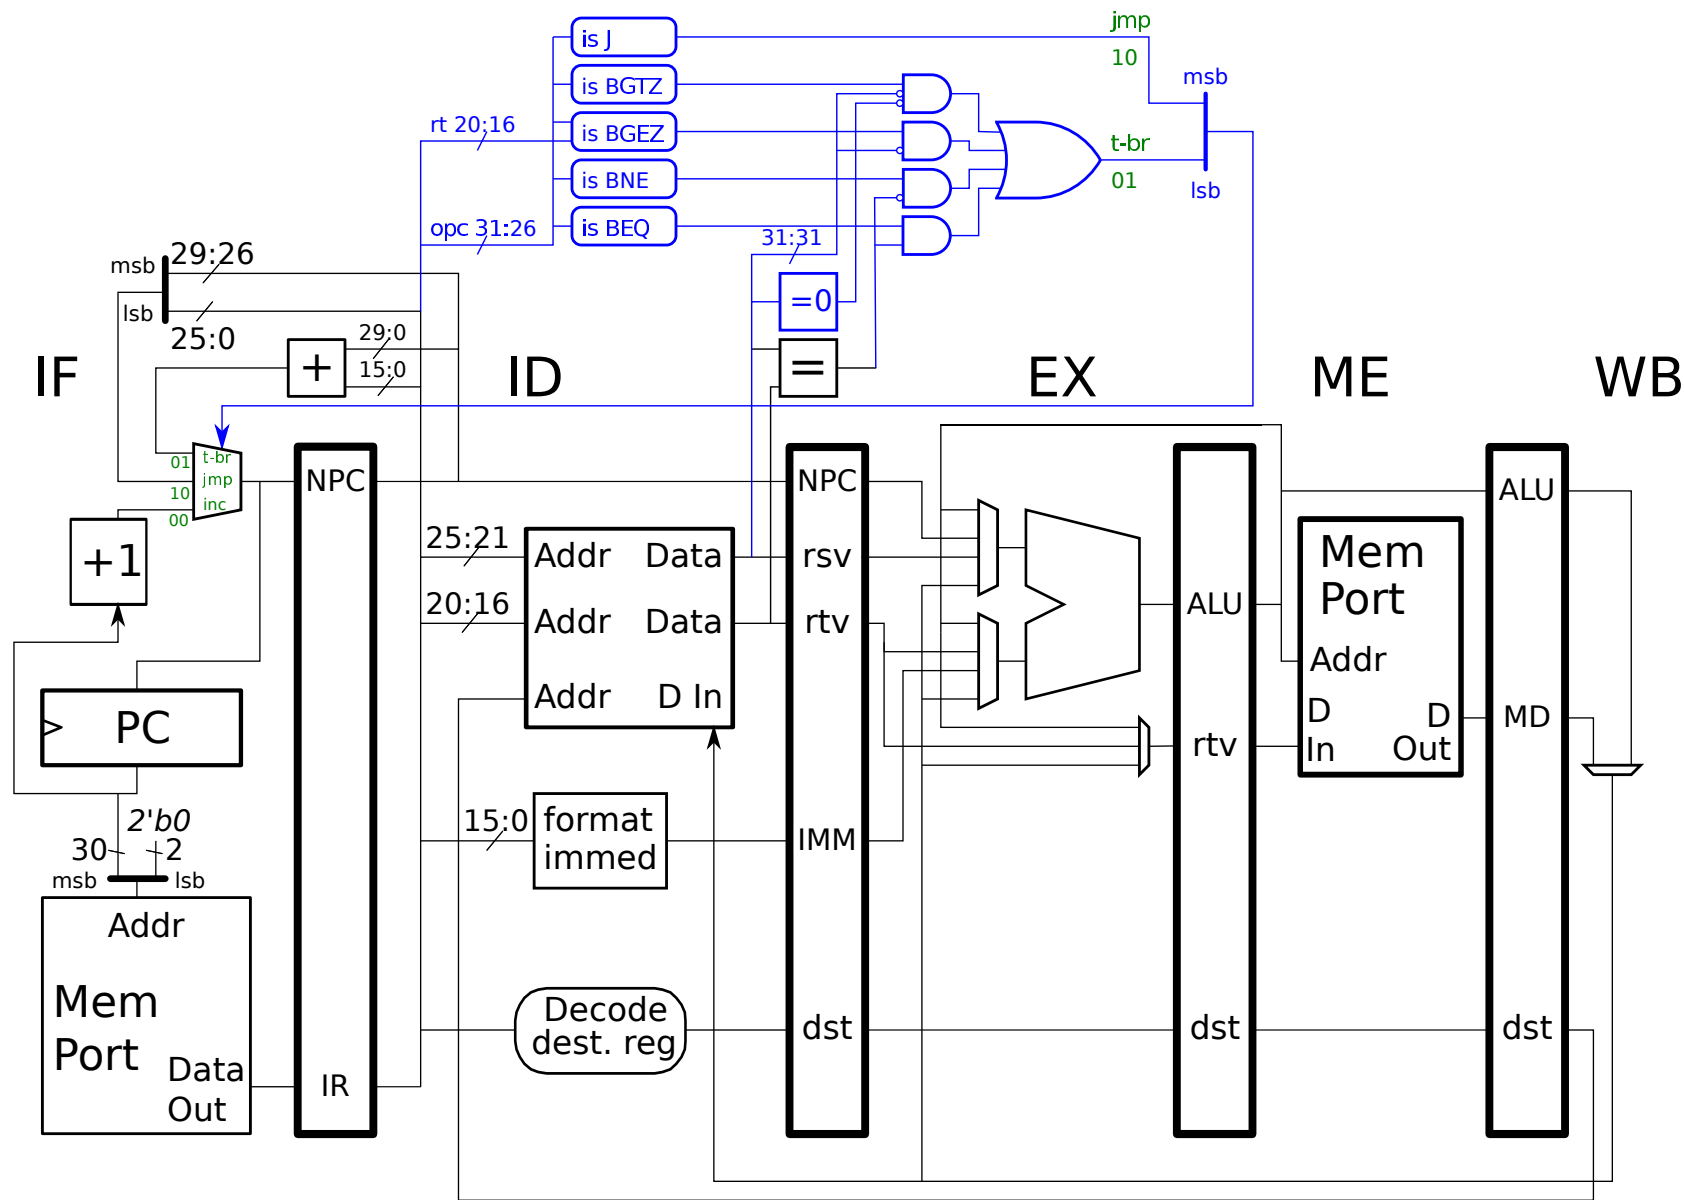 jmp
is J
10
msb
is BGTZ
rt 20:16
is BGEZ
t-br
01
is BNE
lsb
opc 31:26
is BEQ
31:31
29:26
msb
=0
lsb
25:0
29:0
+
15:0
=
IF
ID
EX
ME
WB
01
t-br
jmp
10
inc
00
NPC
NPC
ALU
+1
25:21
Addr
Data
rsv
Mem
Port
20:16
Addr
Data
rtv
ALU
Addr
Addr
D In
D
In
D
Out
MD
PC
rtv
2'b0
30
2
msb
lsb
15:0
format
immed
IMM
Addr
Mem
Port
Data
Out
Decode
dest. reg
dst
dst
dst
IR